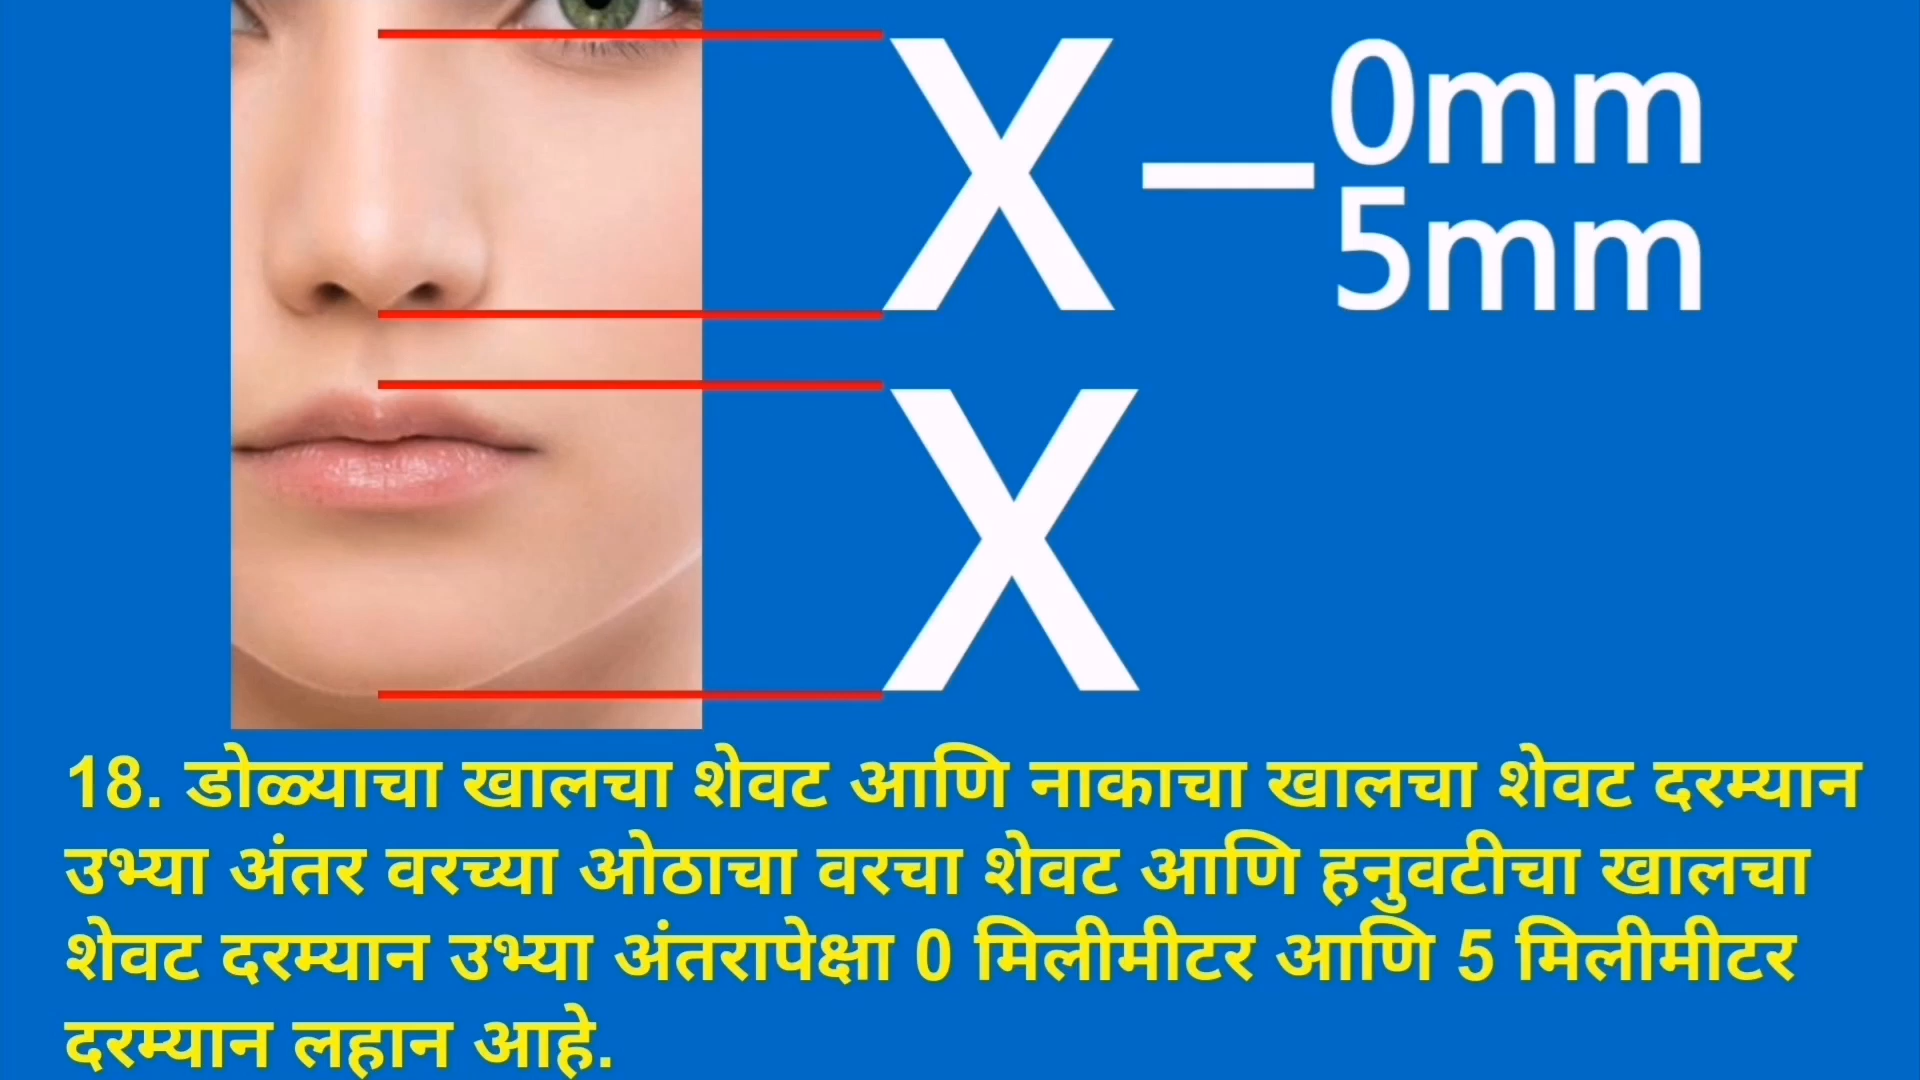 X
0mm
5mm
X
18. डोळ्याचा खालचा शेवट आणि नाकाचा खालचा शेवट दरम्यान
उभ्या अंतर वरच्या ओठाचा वरचा शेवट आणि हनुवटीचा खालचा
शेवट दरम्यान उभ्या अंतरापेक्षा 0 मिलीमीटर आणि 5 मिलीमीटर
दरम्यान लहान आहे.